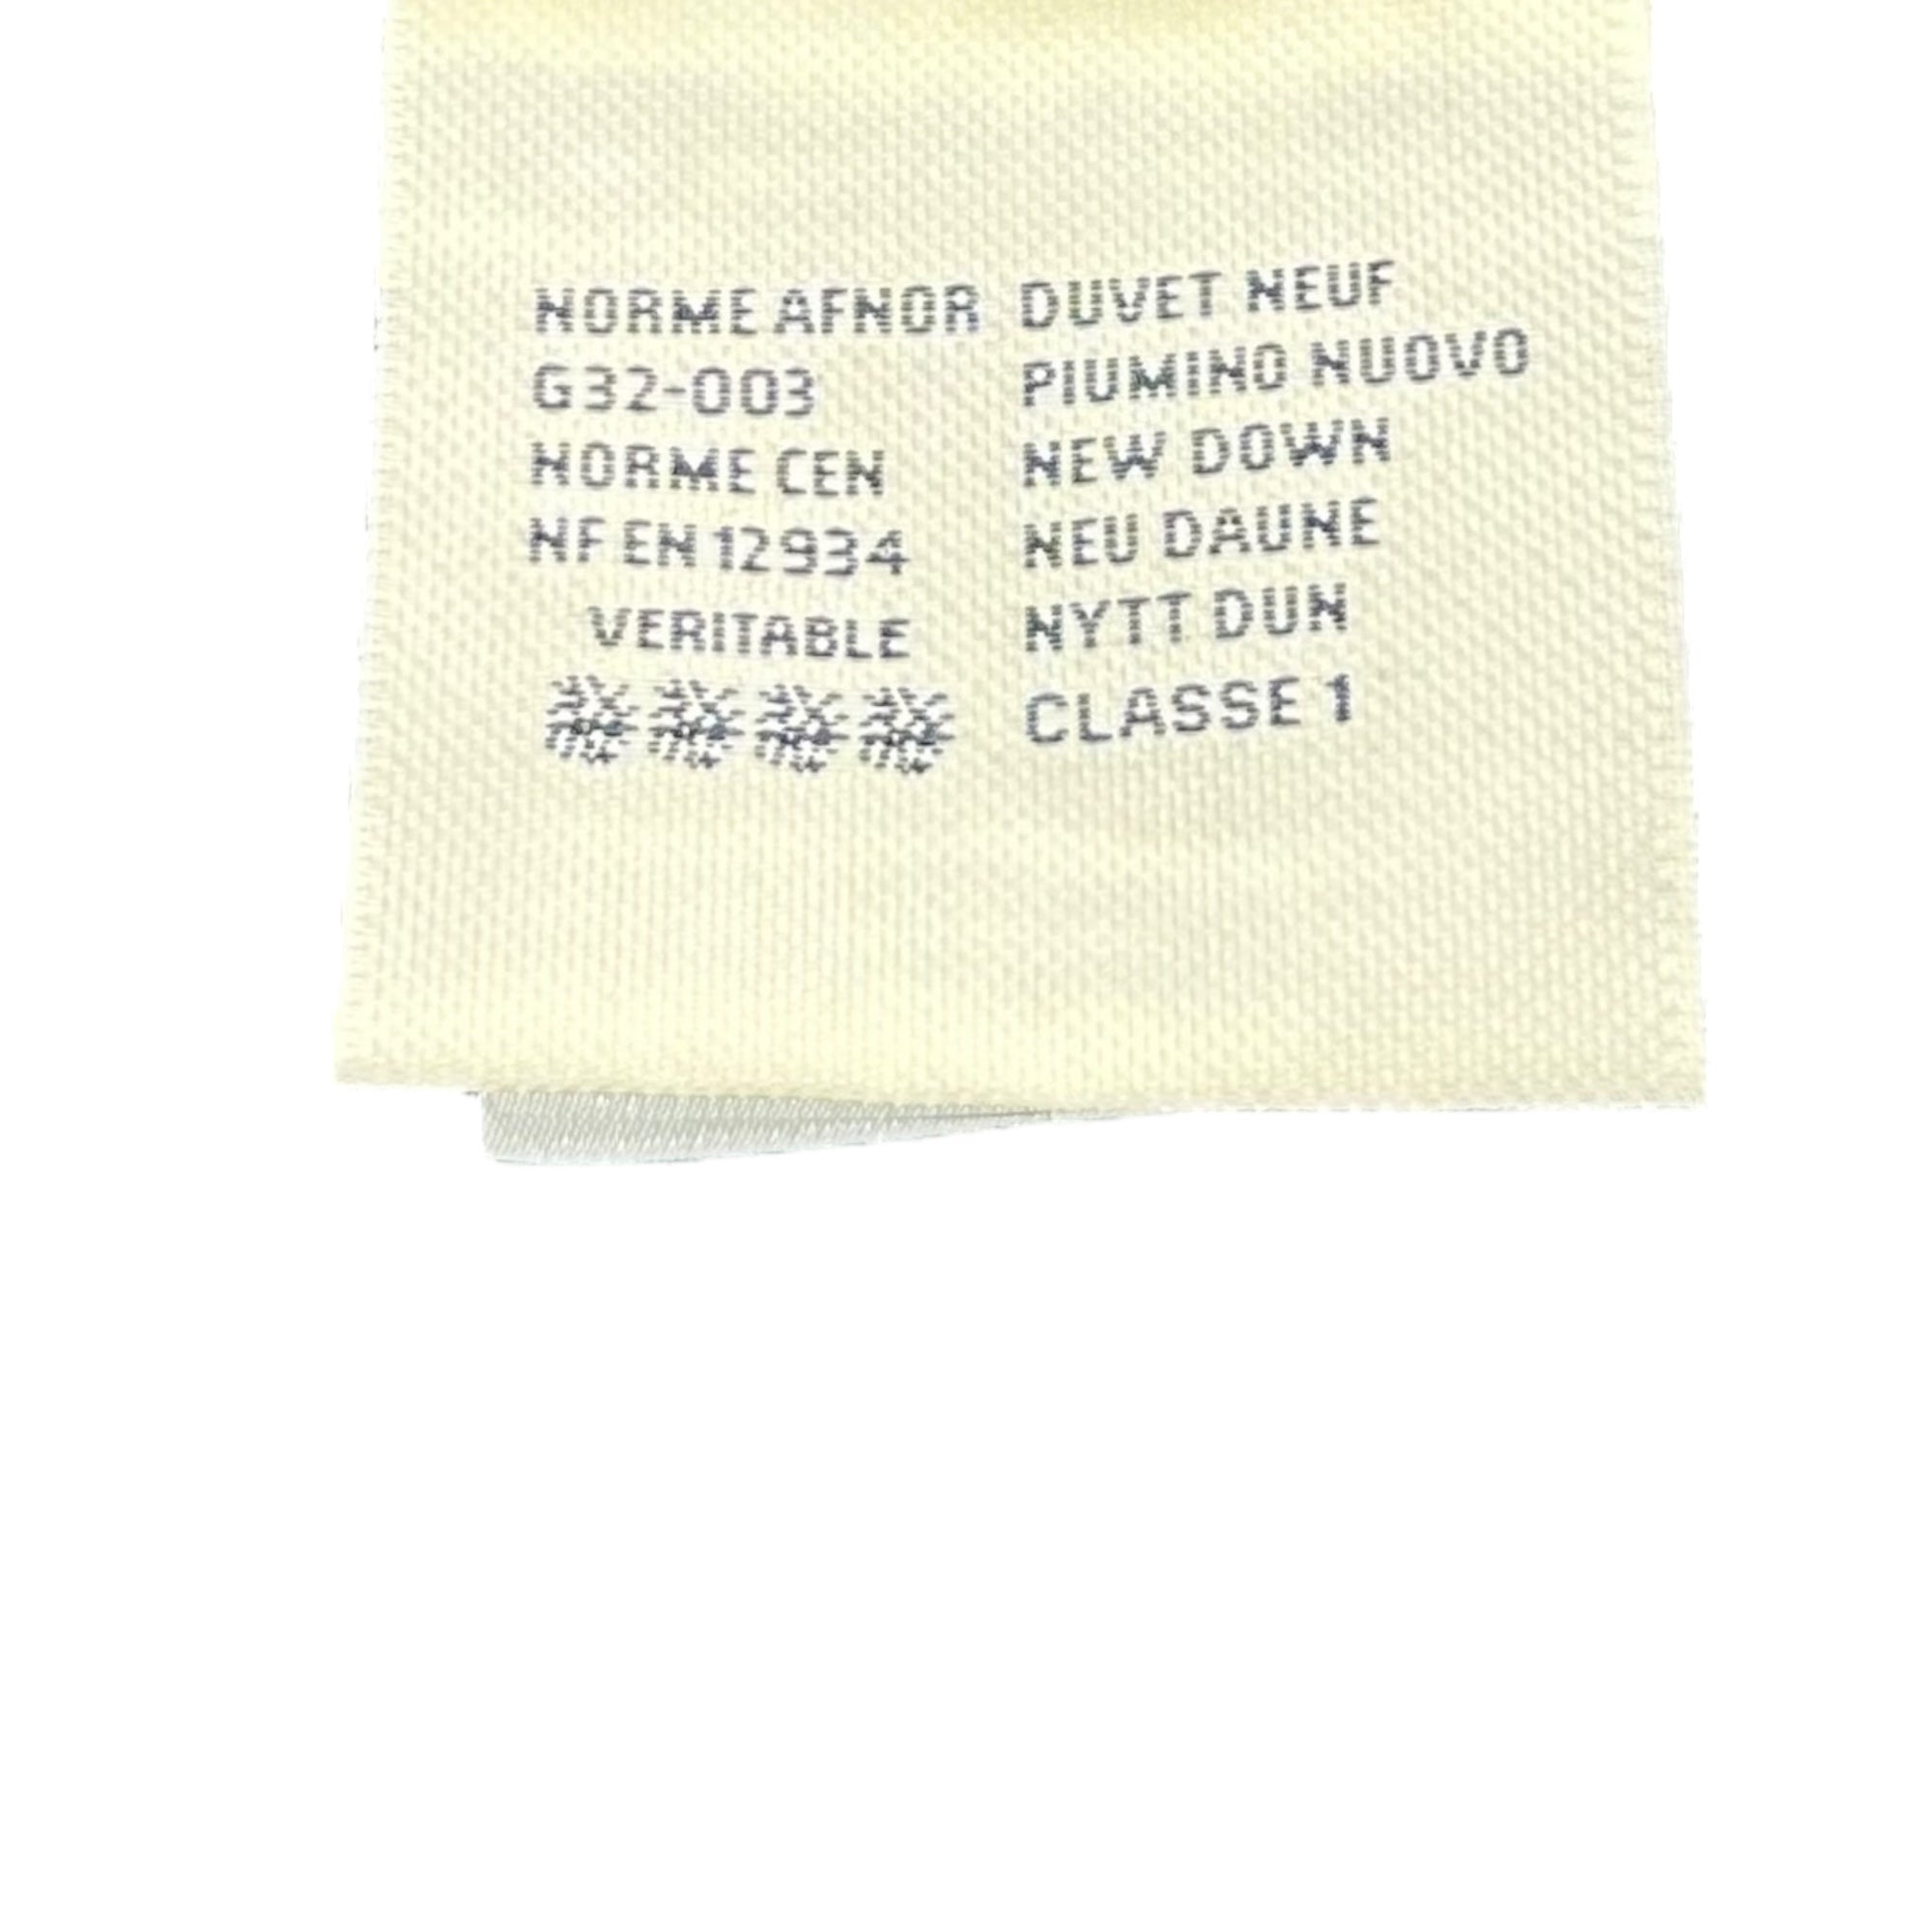 NORME AFNOR
G32-003
NORME CEN
NF EN 12934
VERITABLE
DUVET NEUF
PIUMINO NUOVO
NEW DOWN
NEU DAUNE
NYTT DUN
CLASSE 1